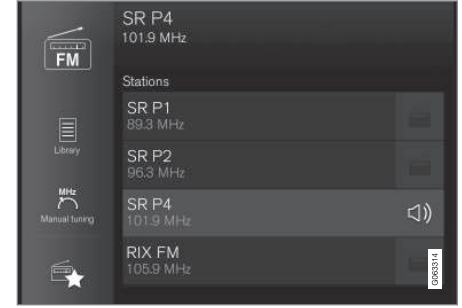 SR P4
101.9 MHz
FM
Stations
SR P1
89.3 MHz
Library
SR P2
96.3 MHz
MHz
Manual tuning
SR P4
101.9 MHz
RIX FM
105.9 MHz
G063314